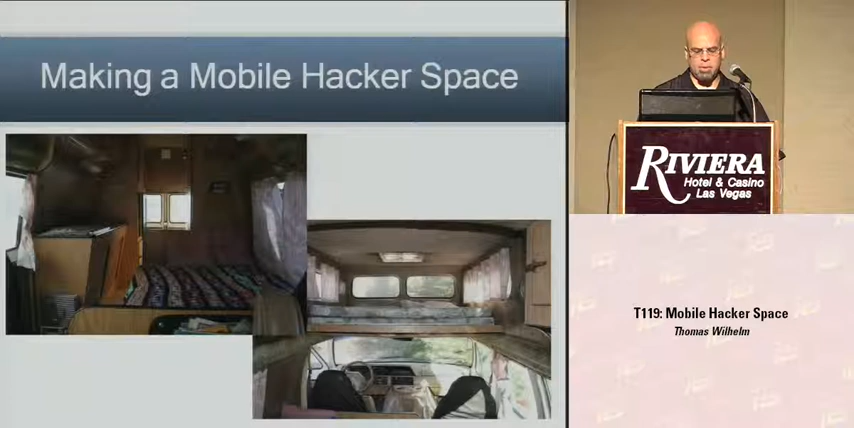 Making a Mobile Hacker Space
RIVIERA
Hotel & Casino
Las Vegas
T119: Mobile Hacker Space
Thomas Wilhelm